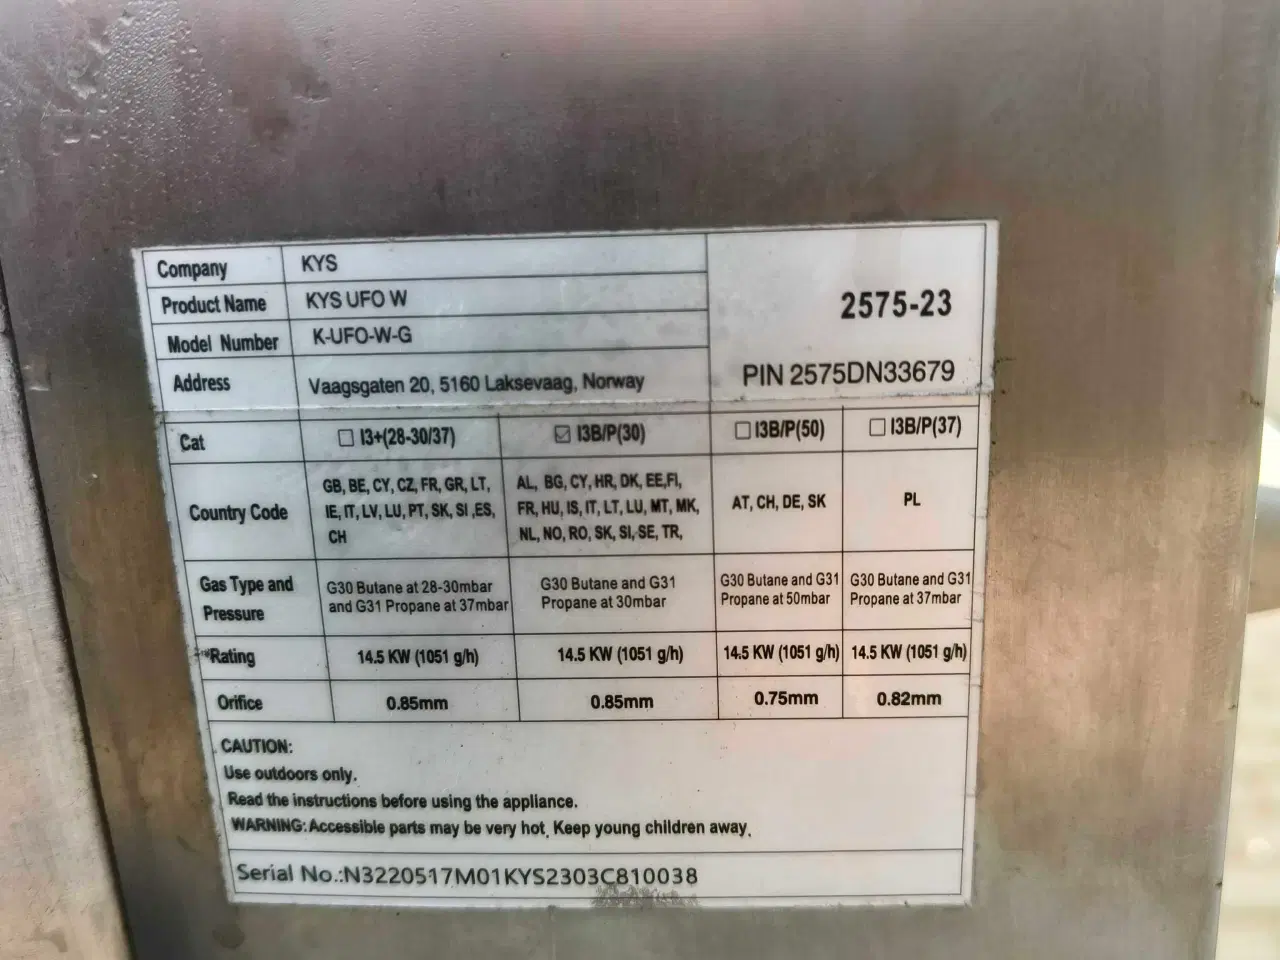 Company KYS
Product Name KYS UFO W
Model Number K-UFO-W-G
Address Vaagsgaten 20, 5160 Laksevaag, Norway
2575-23
PIN 2575DN33679
Cat ☐ I3+(28-30/37) ☑ I3B/P(30) ☐ I3B/P(50) ☐ I3B/P(37)
Country Code
GB, BE, CY, CZ, FR, GR, LT,
IE, IT, LV, LU, PT, SK, SI ,ES,
CH
AL, BG, CY, HR, DK, EE,FI,
FR, HU, IS, IT, LT, LU, MT, MK,
NL, NO, RO, SK, SI, SE, TR,
AT, CH, DE, SK
PL
Gas Type and
Pressure
G30 Butane at 28-30mbar
and G31 Propane at 37mbar
G30 Butane and G31
Propane at 30mbar
G30 Butane and G31
Propane at 50mbar
G30 Butane and G31
Propane at 37mbar
Rating 14.5 KW (1051 g/h) 14.5 KW (1051 g/h) 14.5 KW (1051 g/h) 14.5 KW (1051 g/h)
Orifice 0.85mm 0.85mm 0.75mm 0.82mm
CAUTION:
Use outdoors only.
Read the instructions before using the appliance.
WARNING: Accessible parts may be very hot. Keep young children away.
Serial No.:N3220517M01KYS2303C810038